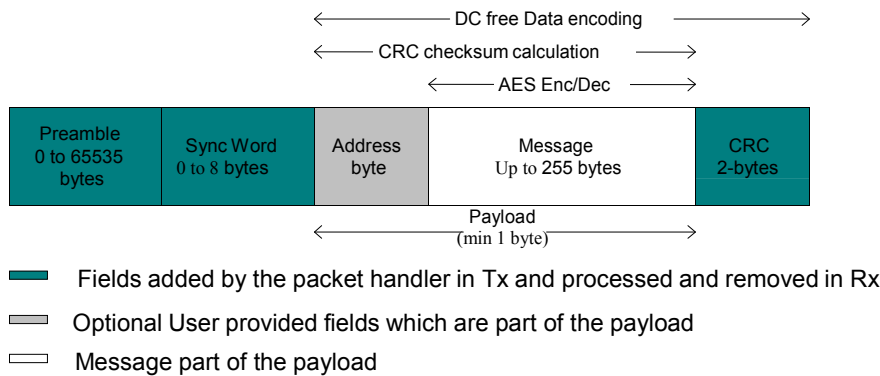 DC free Data encoding
CRC checksum calculation
AES Enc/Dec
Preamble
0 to 65535
bytes
Sync Word
0 to 8 bytes
Address
byte
Message
Up to 255 bytes
CRC
2-bytes
Payload
(min 1 byte)
Fields added by the packet handler in Tx and processed and removed in Rx
Optional User provided fields which are part of the payload
Message part of the payload